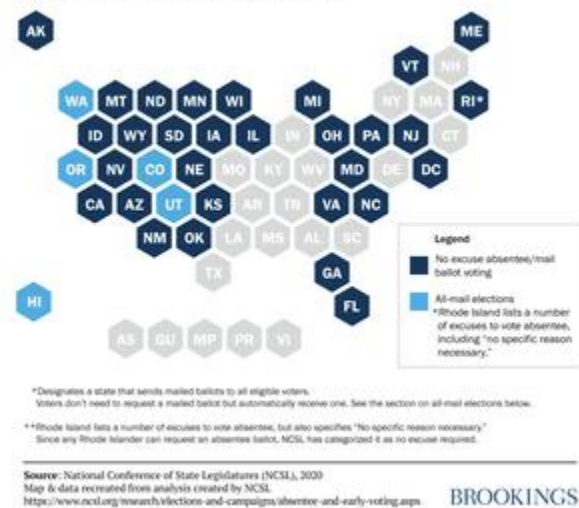 AK ME
VT NH
WA MT ND MN WI MI NY MA RI*
ID WY SD IA IL IN OH PA NJ CT
OR NV CO NE MO KY WV MD DE DC
CA AZ UT KS AR TN VA NC
NM OK LA MS AL SC
TX GA
HI FL
AS GU MP PR VI
Legend
No excuse absentee/mail
ballot voting
All-mail elections
*Rhode Island lists a number
of excuses to vote absentee,
including "no specific reason
necessary."
*Designates a state that sends mailed ballots to all eligible voters.
Voters don't need to request a mailed ballot but automatically receive one. See the section on all-mail elections below.
**Rhode Island lists a number of excuses to vote absentee, but also specifies "No specific reason necessary."
Since any Rhode Islander can request an absentee ballot, NCSL has categorized it as no excuse required.
Source: National Conference of State Legislatures (NCSL), 2020
Map & data recreated from analysis created by NCSL
https://www.ncsl.org/research/elections-and-campaigns/absentee-and-early-voting.aspx
BROOKINGS